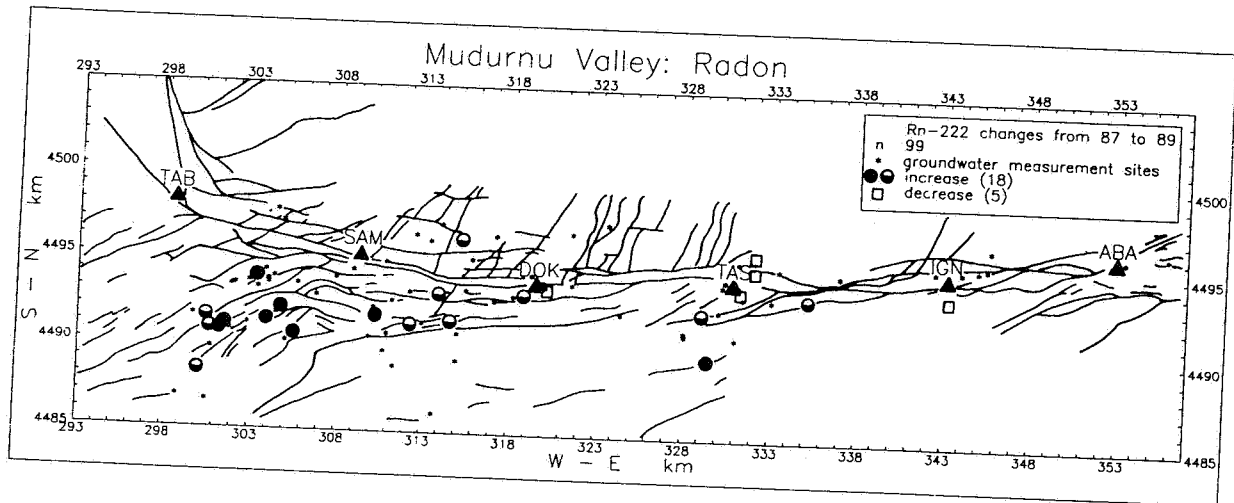 Mudurnu Valley: Radon
293 298 303 308 313 318 323 328 333 338 343 348 353
Rn-222 changes from 87 to 89
n 99
groundwater measurement sites
increase (18)
decrease (5)
4500 4500
TAB
SAM
DOK
TAS
IGN
ABA
4495 4495
S – N km
4490 4490
4485 4485
293 298 303 308 313 318 323 328 333 338 343 348 353
W – E km